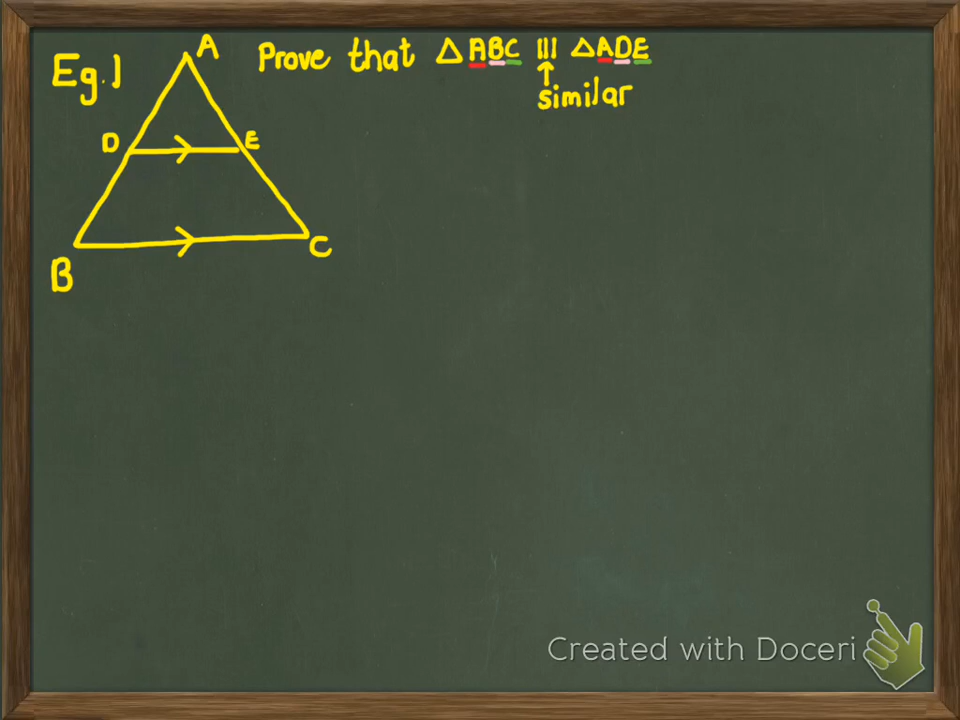 Eg.1
Prove that △ABC ||| △ADE
similar
A
D
E
B
C
Created with Doceri